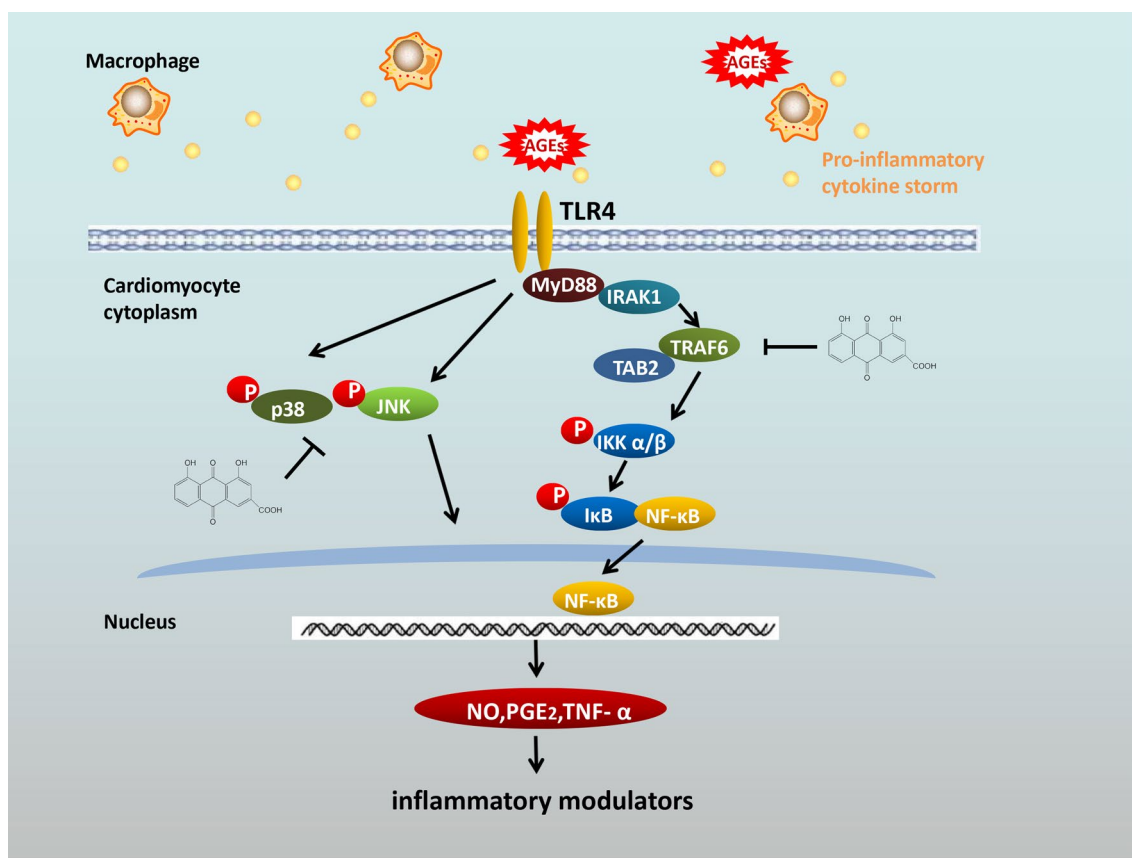 Macrophage
AGEs
AGEs
Pro-inflammatory
cytokine storm
TLR4
Cardiomyocyte
cytoplasm
MyD88
IRAK1
TRAF6
TAB2
OH
O
OH
O
COOH
P
p38
P
JNK
P
IKK α/β
OH
O
OH
O
COOH
P
IκB
NF-κB
NF-κB
Nucleus
NO,PGE₂,TNF- α
inflammatory modulators